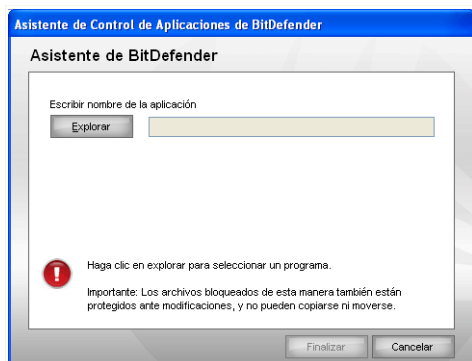 Asistente de Control de Aplicaciones de BitDefender
Asistente de BitDefender
Escribir nombre de la aplicación
Explorar
Haga clic en explorar para seleccionar un programa.
Importante: Los archivos bloqueados de esta manera también están
protegidos ante modificaciones, y no pueden copiarse ni moverse.
Finalizar
Cancelar